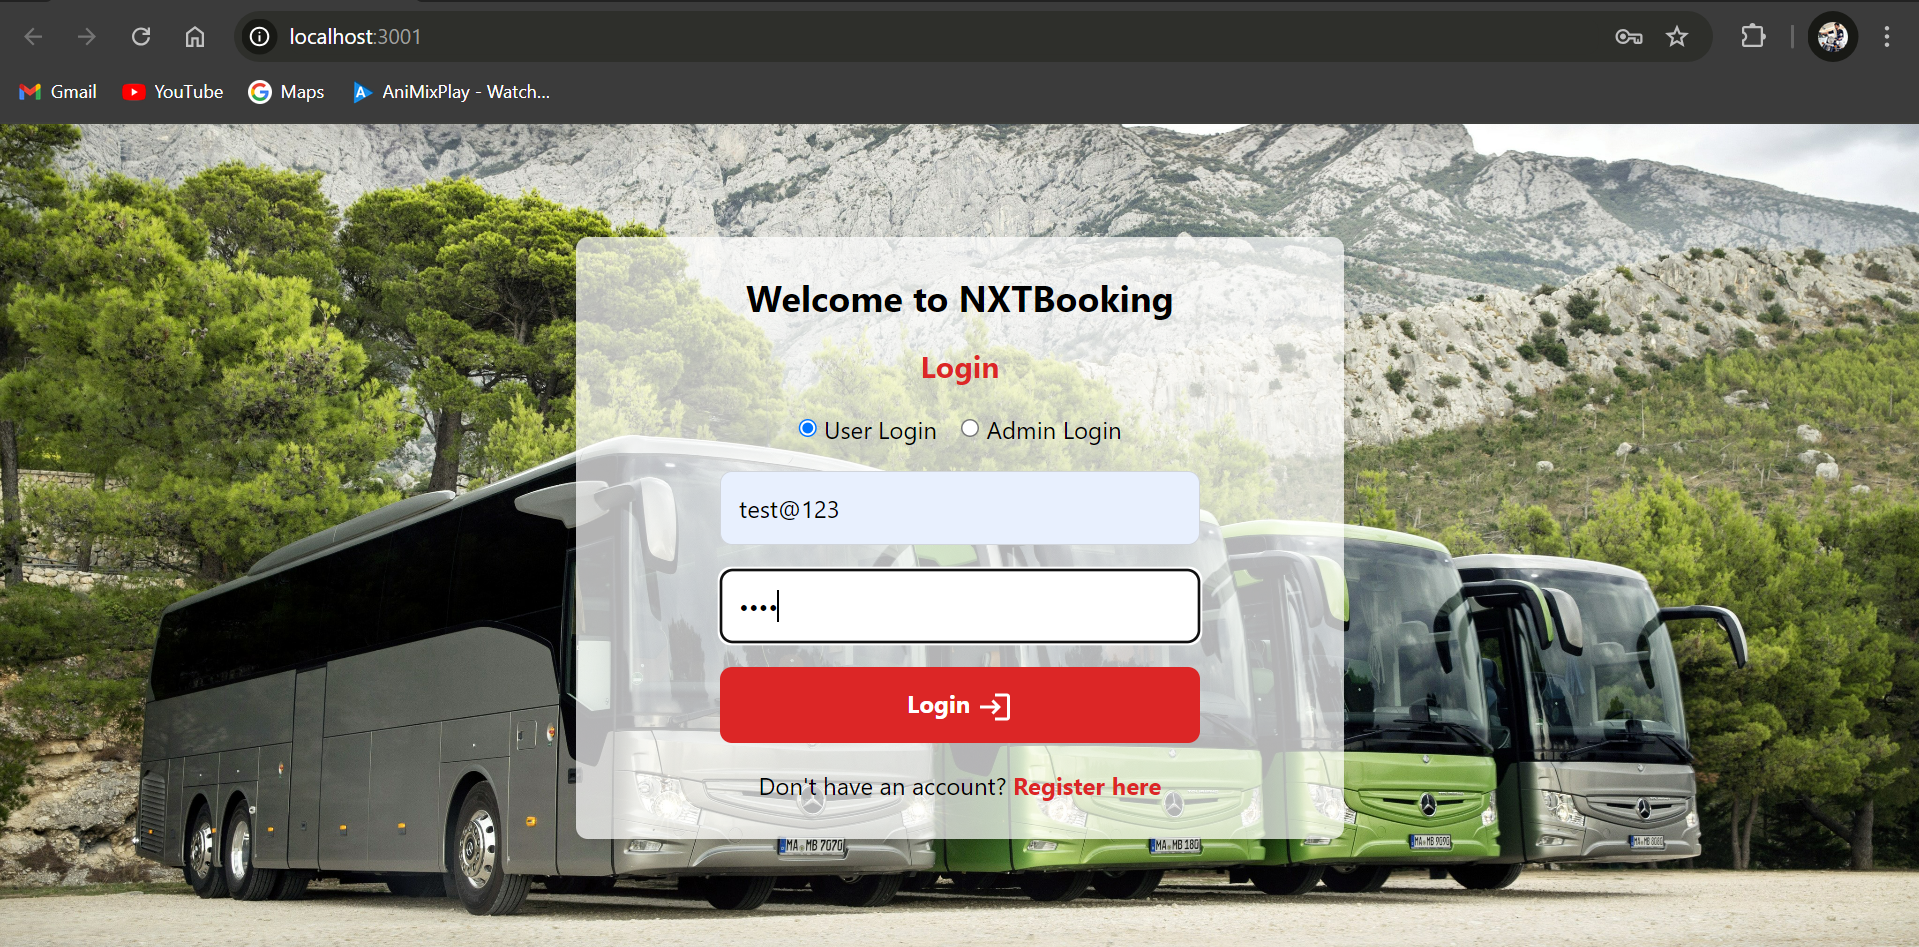 localhost:3001
Gmail YouTube Maps AniMixPlay - Watch...
Welcome to NXTBooking
Login
User Login Admin Login
test@123
••••
Login
Don't have an account? Register here
MA MB 7070
MA MB 180
MA MB 9090
MA MB 8080